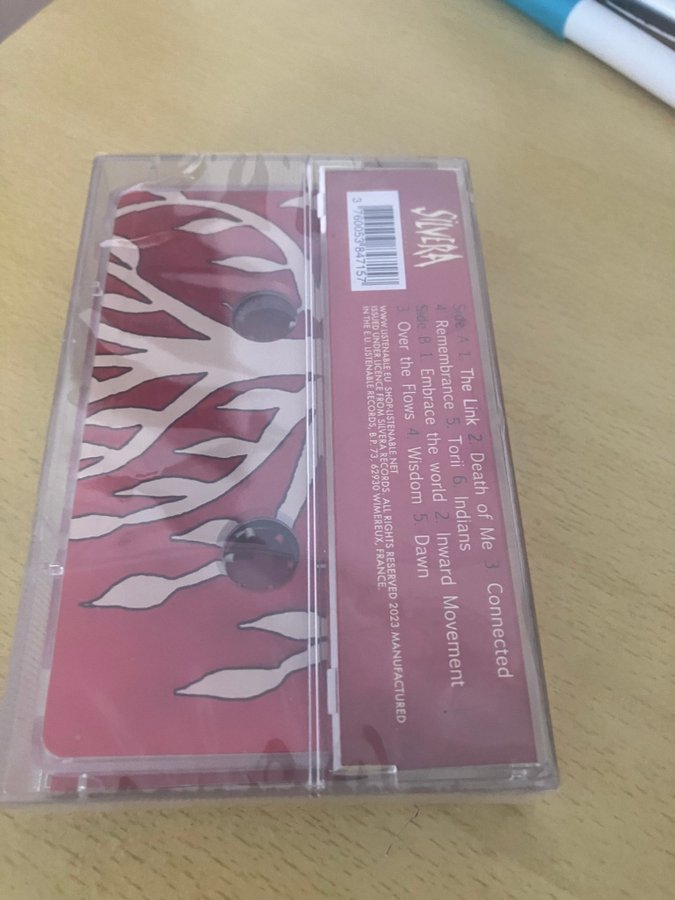 SILVERA
Side A 1. The Link 2. Death of Me 3 Connected
4 Remembrance 5. Torii 6. Indians
Side B 1 Embrace the world 2. Inward Movement
3. Over the Flows 4. Wisdom 5. Dawn
3 760053 847157
WWW.LISTENABLE.EU SHOP-LISTENABLE.NET
ISSUED UNDER LICENCE FROM SILVERA RECORDS. ALL RIGHTS RESERVED 2023 MANUFACTURED
IN THE E.U. LISTENABLE RECORDS, B.P. 73, 62930 WIMEREUX, FRANCE.